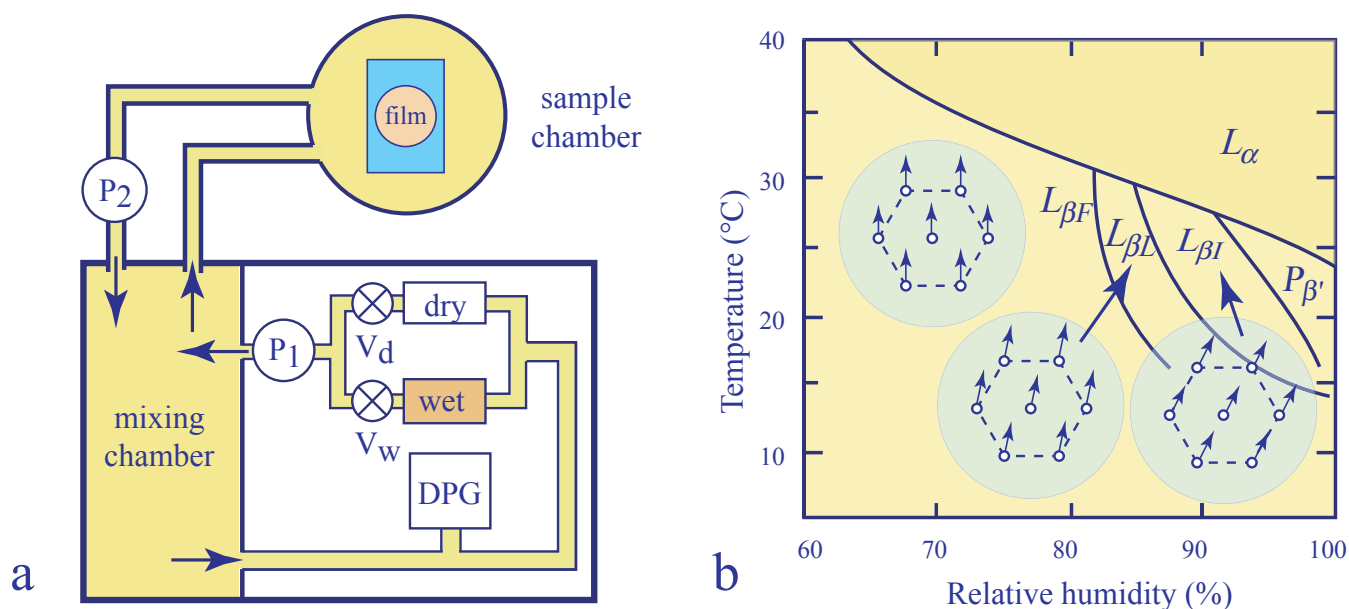 film
sample
chamber
P2
dry
Vd
P1
wet
Vw
mixing
chamber
DPG
a
40
30
20
10
Temperature (°C)
Lα
LβF
LβL
LβI
Pβ'
60
70
80
90
100
Relative humidity (%)
b